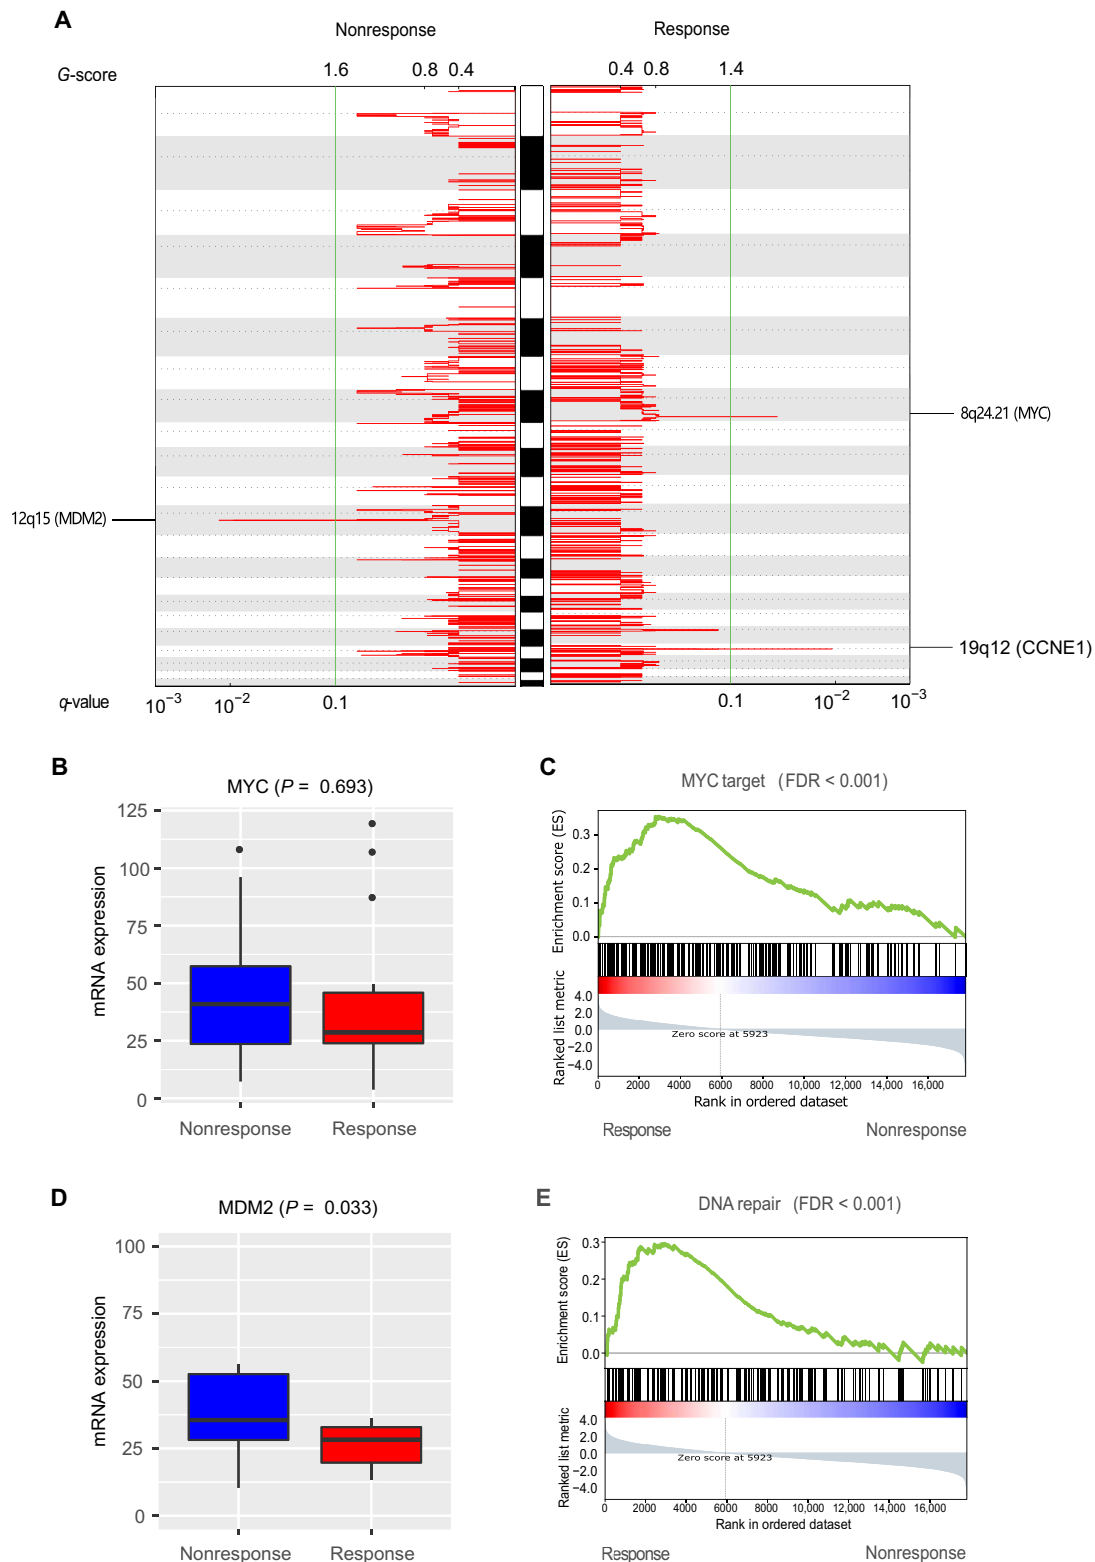 A
Nonresponse Response
G-score 1.6 0.8 0.4 0.4 0.8 1.4
8q24.21 (MYC)
12q15 (MDM2)
19q12 (CCNE1)
q-value 10⁻³ 10⁻² 0.1 0.1 10⁻² 10⁻³
B
MYC (P = 0.693)
mRNA expression
125
100
75
50
25
0
Nonresponse Response
C
MYC target (FDR < 0.001)
Enrichment score (ES)
0.3
0.2
0.1
0.0
Ranked list metric
4.0
2.0
0.0
−2.0
−4.0
Zero score at 5923
0 2000 4000 6000 8000 10,000 12,000 14,000 16,000
Rank in ordered dataset
Response Nonresponse
D
MDM2 (P = 0.033)
mRNA expression
100
75
50
25
0
Nonresponse Response
E
DNA repair (FDR < 0.001)
Enrichment score (ES)
0.3
0.2
0.1
0.0
Ranked list metric
4.0
2.0
0.0
−2.0
−4.0
Zero score at 5923
0 2000 4000 6000 8000 10,000 12,000 14,000 16,000
Rank in ordered dataset
Response Nonresponse